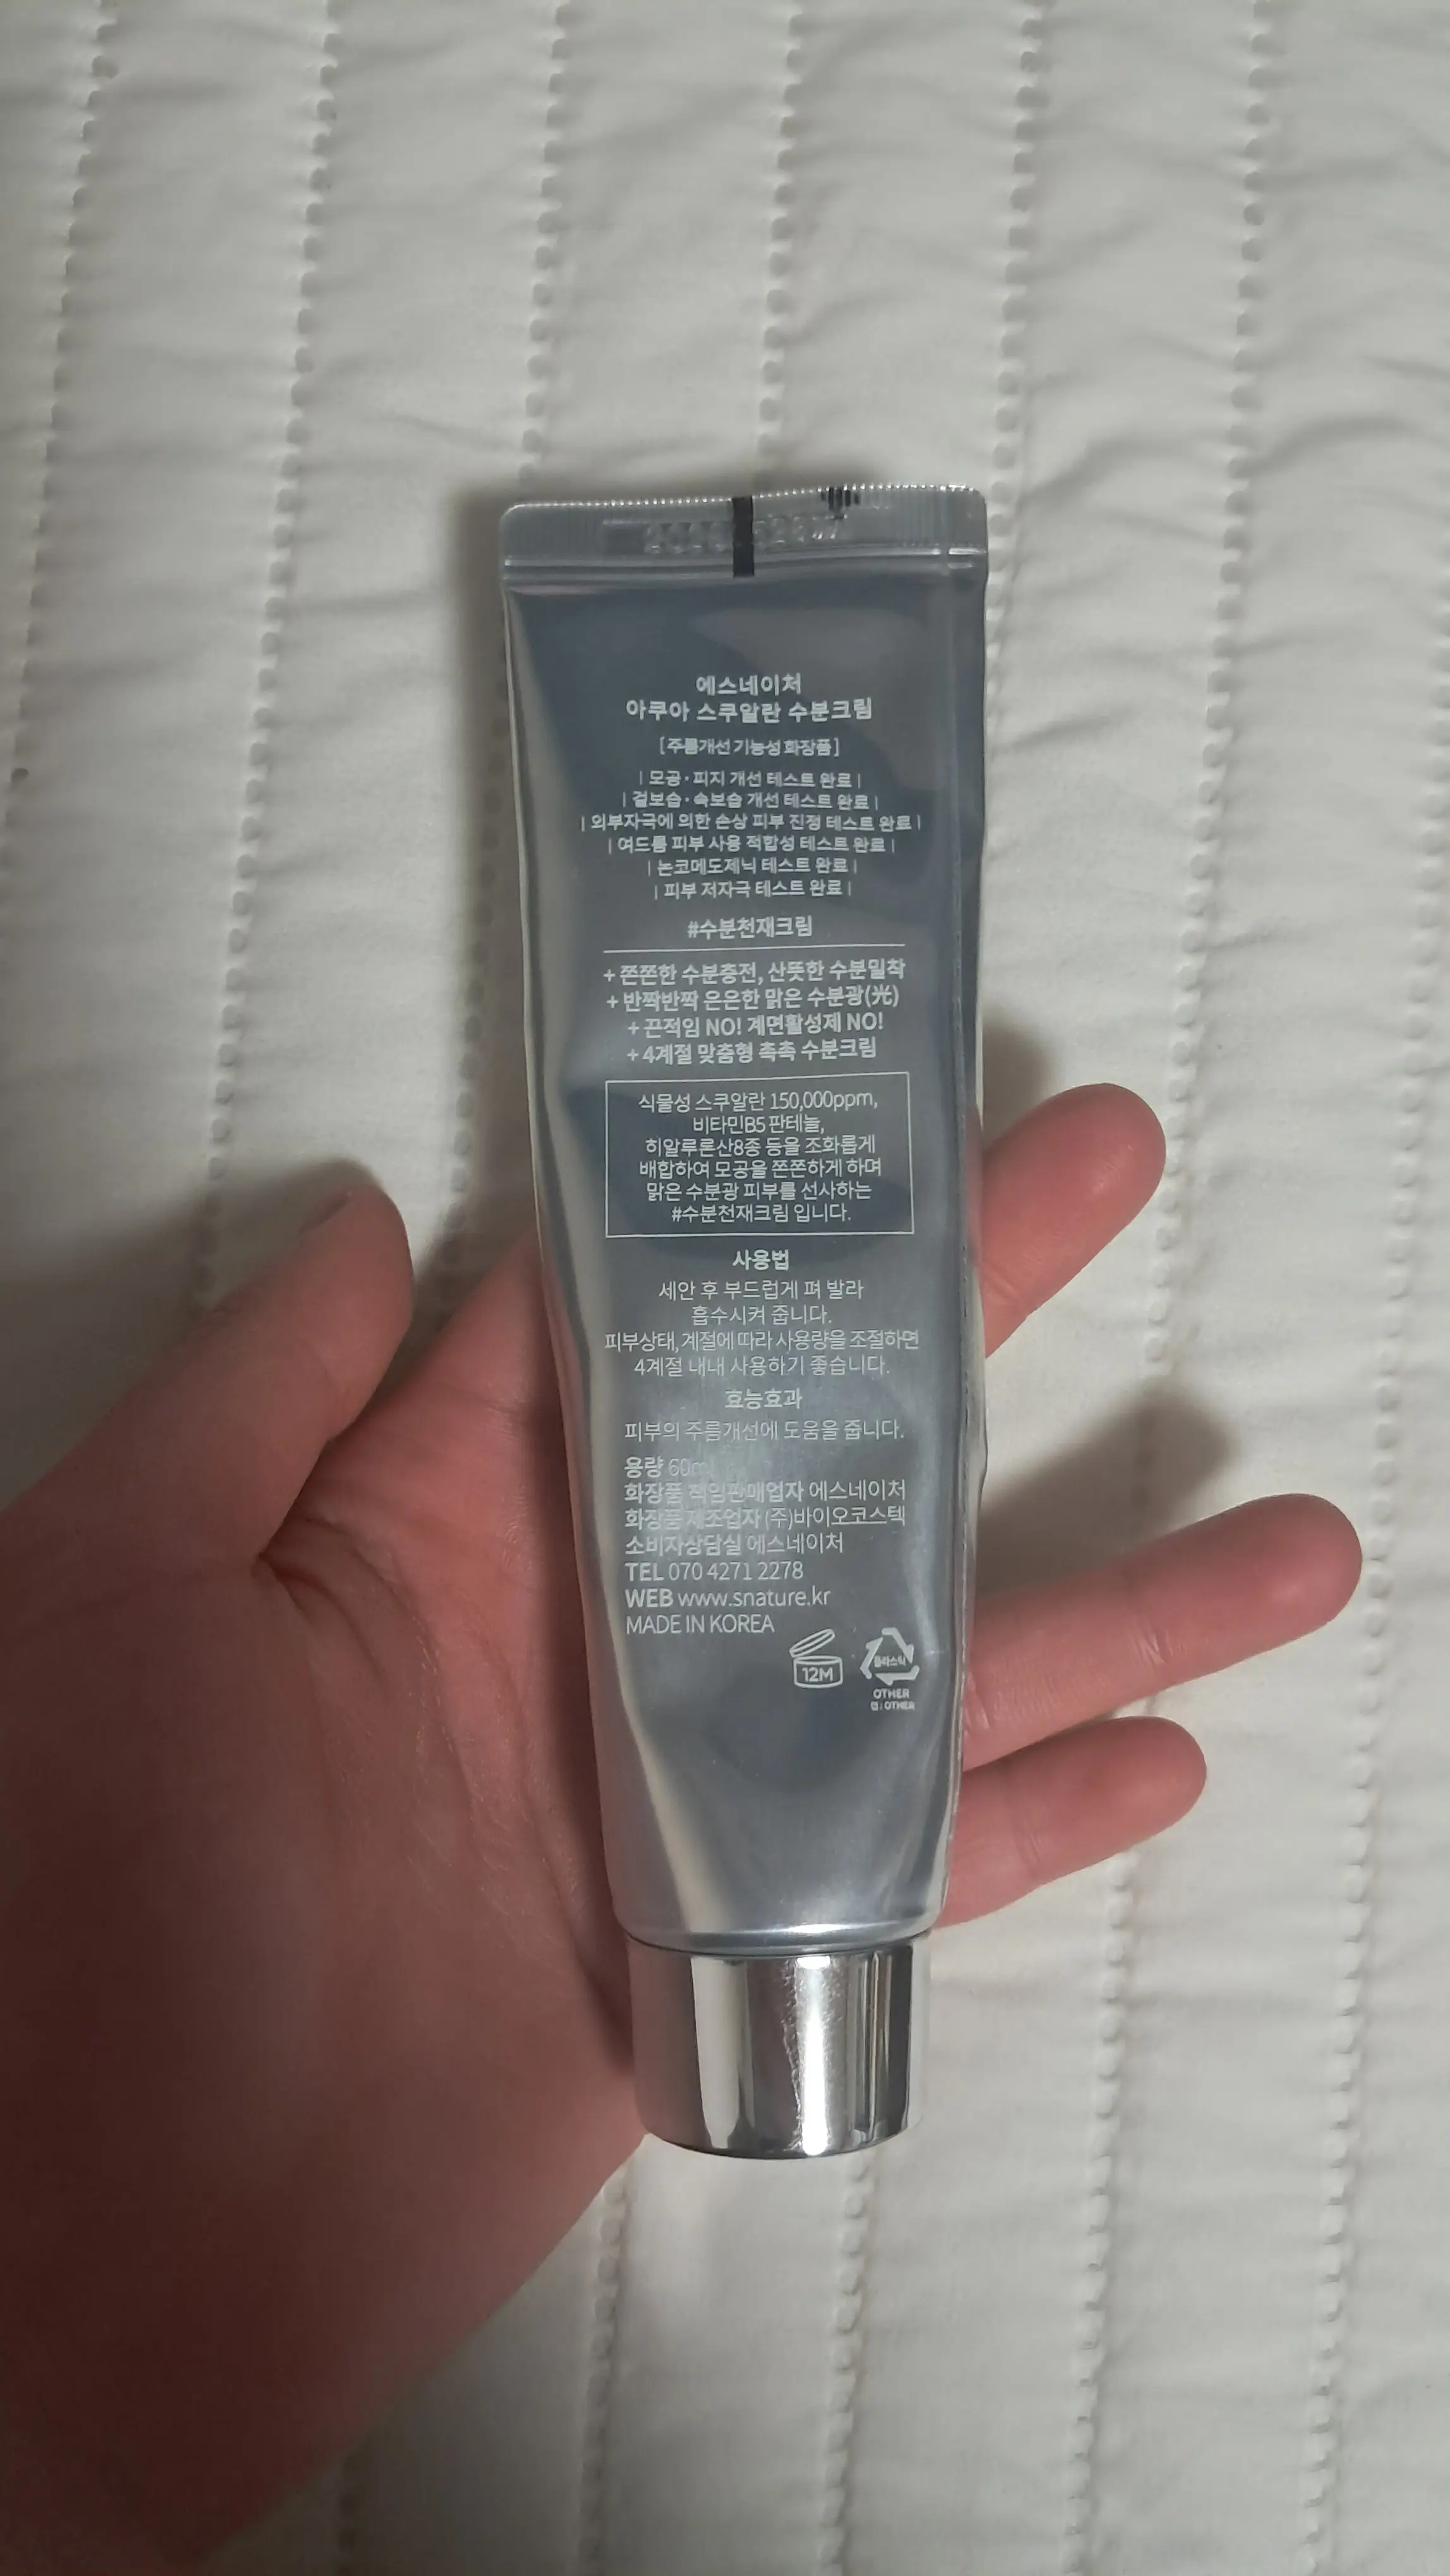 에스네이처
아쿠아 스쿠알란 수분크림
[주름개선 기능성 화장품]
| 모공·피지 개선 테스트 완료 |
| 겉보습·속보습 개선 테스트 완료 |
| 외부자극에 의한 손상 피부 진정 테스트 완료 |
| 여드름 피부 사용 적합성 테스트 완료 |
| 논코메도제닉 테스트 완료 |
| 피부 저자극 테스트 완료 |
#수분천재크림
+ 쫀쫀한 수분충전, 산뜻한 수분밀착
+ 반짝반짝 은은한 맑은 수분광(光)
+ 끈적임 NO! 계면활성제 NO!
+ 4계절 맞춤형 촉촉 수분크림
식물성 스쿠알란 150,000ppm,
비타민B5 판테놀,
히알루론산8종 등을 조화롭게
배합하여 모공을 쫀쫀하게 하며
맑은 수분광 피부를 선사하는
#수분천재크림 입니다.
사용법
세안 후 부드럽게 펴 발라
흡수시켜 줍니다.
피부상태, 계절에 따라 사용량을 조절하면
4계절 내내 사용하기 좋습니다.
효능효과
피부의 주름개선에 도움을 줍니다.
용량 60ml
화장품 책임판매업자 에스네이처
화장품 제조업자 (주)바이오코스텍
소비자상담실 에스네이처
TEL 070 4271 2278
WEB www.snature.kr
MADE IN KOREA
12M
플라스틱
OTHER
캡 : OTHER